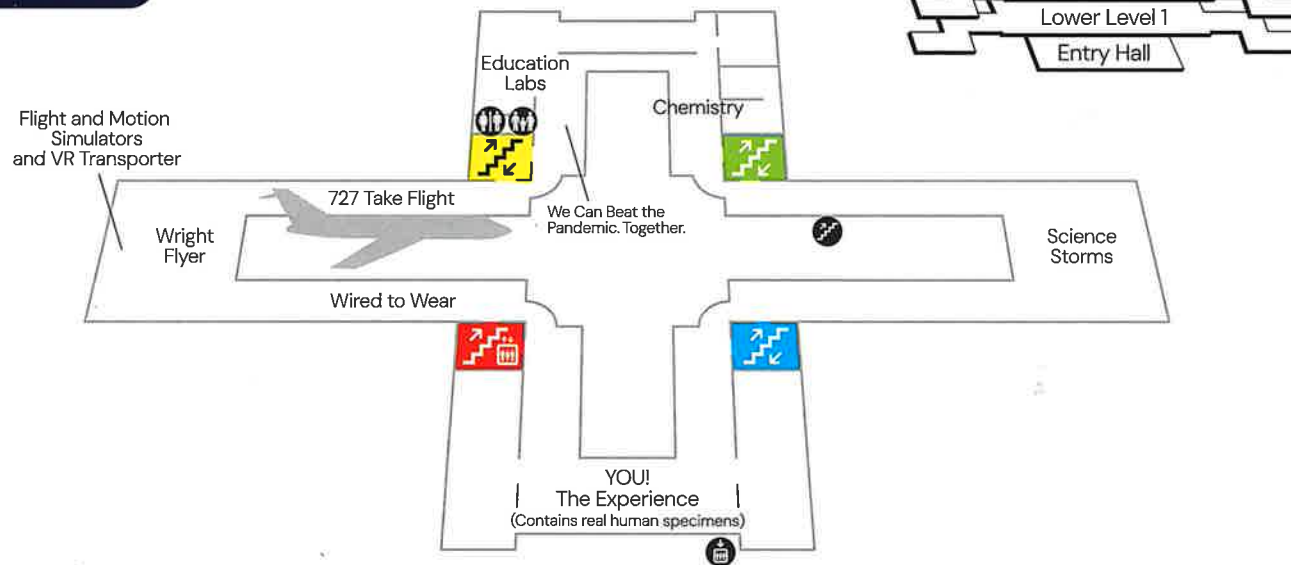 Lower Level 1
Entry Hall
Education
Labs
Chemistry
Flight and Motion
Simulators
and VR Transporter
727 Take Flight
We Can Beat the
Pandemic. Together.
Wright
Flyer
Science
Storms
Wired to Wear
YOU!
The Experience
(Contains real human specimens)